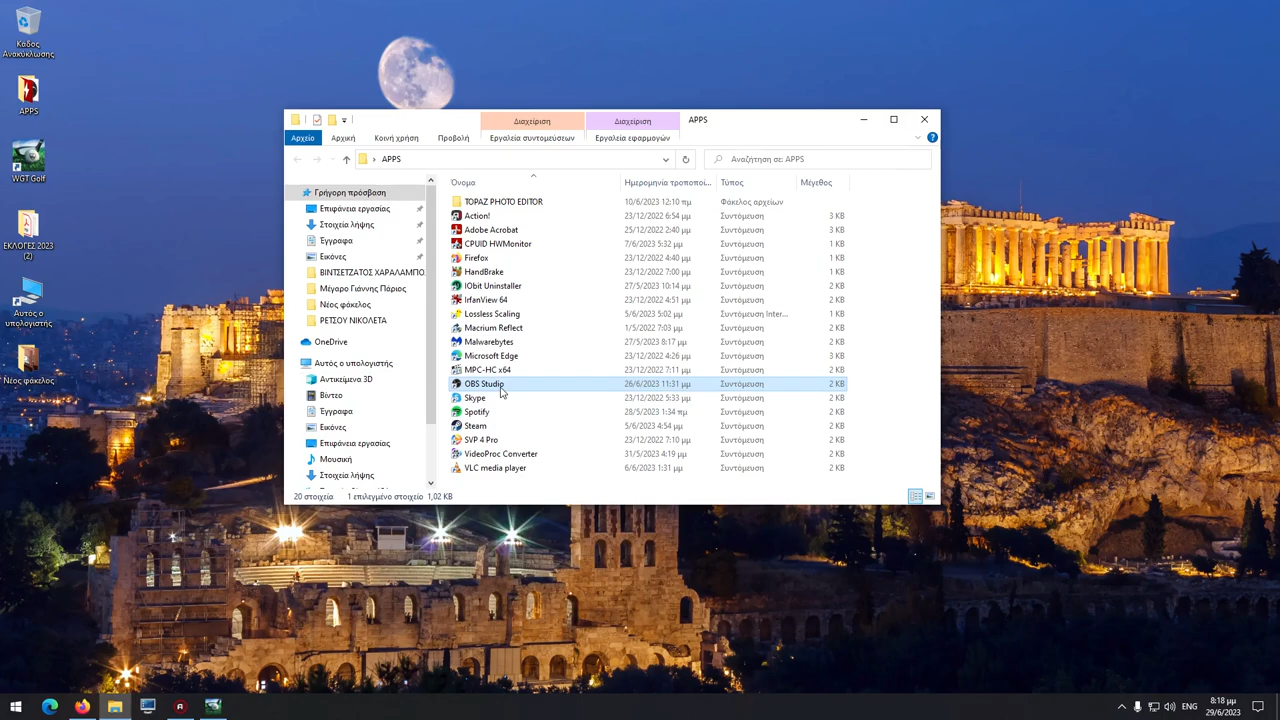 Κάδος
Ανακύκλωσης
APPS
WGT Golf
ΕΚΛΟΓΕΣ 2023
(2)
Αυτός ο
υπολογιστής
Νέος φάκελος
Διαχείριση
Διαχείριση
APPS
Αρχείο
Αρχική
Κοινή χρήση
Προβολή
Εργαλεία συντομεύσεων
Εργαλεία εφαρμογών
APPS
Αναζήτηση σε: APPS
Γρήγορη πρόσβαση
Επιφάνεια εργασίας
Στοιχεία λήψης
Έγγραφα
Εικόνες
ΒΙΝΤΣΕΤΖΑΤΟΣ ΧΑΡΑΛΑΜΠΟ
Μέγαρο Γιάννης Πάριος
Νέος φάκελος
ΡΕΤΣΟΥ ΝΙΚΟΛΕΤΑ
OneDrive
Αυτός ο υπολογιστής
Αντικείμενα 3D
Βίντεο
Έγγραφα
Εικόνες
Επιφάνεια εργασίας
Μουσική
Στοιχεία λήψης
Όνομα Ημερομηνία τροποποί... Τύπος Μέγεθος
TOPAZ PHOTO EDITOR 10/6/2023 12:10 πμ Φάκελος αρχείων
Action! 23/12/2022 6:54 μμ Συντόμευση 3 KB
Adobe Acrobat 25/12/2022 2:40 μμ Συντόμευση 2 KB
CPUID HWMonitor 7/6/2023 5:32 μμ Συντόμευση 1 KB
Firefox 23/12/2022 4:40 μμ Συντόμευση 1 KB
HandBrake 23/12/2022 7:00 μμ Συντόμευση 1 KB
IObit Uninstaller 27/5/2023 10:14 μμ Συντόμευση 2 KB
IrfanView 64 23/12/2022 4:51 μμ Συντόμευση 2 KB
Lossless Scaling 5/6/2023 5:02 μμ Συντόμευση Inter... 1 KB
Macrium Reflect 1/5/2022 7:03 μμ Συντόμευση 2 KB
Malwarebytes 27/5/2023 8:17 μμ Συντόμευση 2 KB
Microsoft Edge 23/12/2022 4:26 μμ Συντόμευση 3 KB
MPC-HC x64 23/12/2022 7:11 μμ Συντόμευση 2 KB
OBS Studio 26/6/2023 11:31 μμ Συντόμευση 2 KB
Skype 23/12/2022 5:33 μμ Συντόμευση 2 KB
Spotify 28/5/2023 1:34 πμ Συντόμευση 2 KB
Steam 5/6/2023 4:54 μμ Συντόμευση 2 KB
SVP 4 Pro 23/12/2022 7:10 μμ Συντόμευση 2 KB
VideoProc Converter 31/5/2023 4:19 μμ Συντόμευση 2 KB
VLC media player 6/6/2023 1:31 μμ Συντόμευση 2 KB
20 στοιχεία 1 επιλεγμένο στοιχείο 1,02 KB
ENG
8:18 μμ
29/6/2023